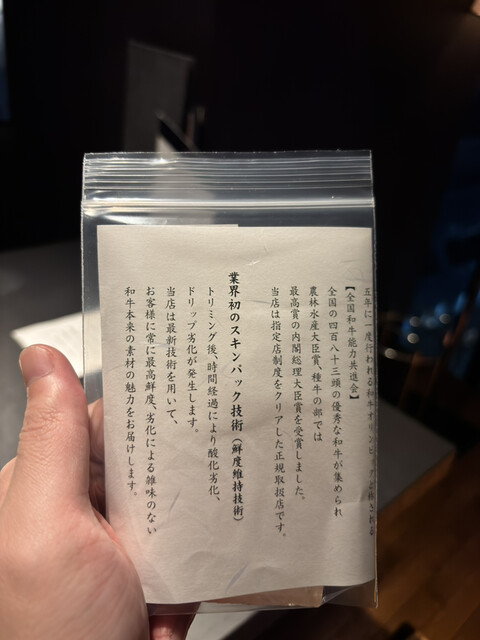 五年に一度行われる和牛オリンピックと称される
【全国和牛能力共進会】
全国の四百八十三頭の優秀な和牛が集められ
農林水産大臣賞、種牛の部では
最高賞の内閣総理大臣賞を受賞しました。
当店は指定店制度をクリアした正規取扱店です。
業界初のスキンパック技術(鮮度維持技術)
トリミング後、時間経過により酸化劣化、
ドリップ劣化が発生します。
当店は最新技術を用いて、
お客様に常に最高鮮度、劣化による雑味のない
和牛本来の素材の魅力をお届けします。